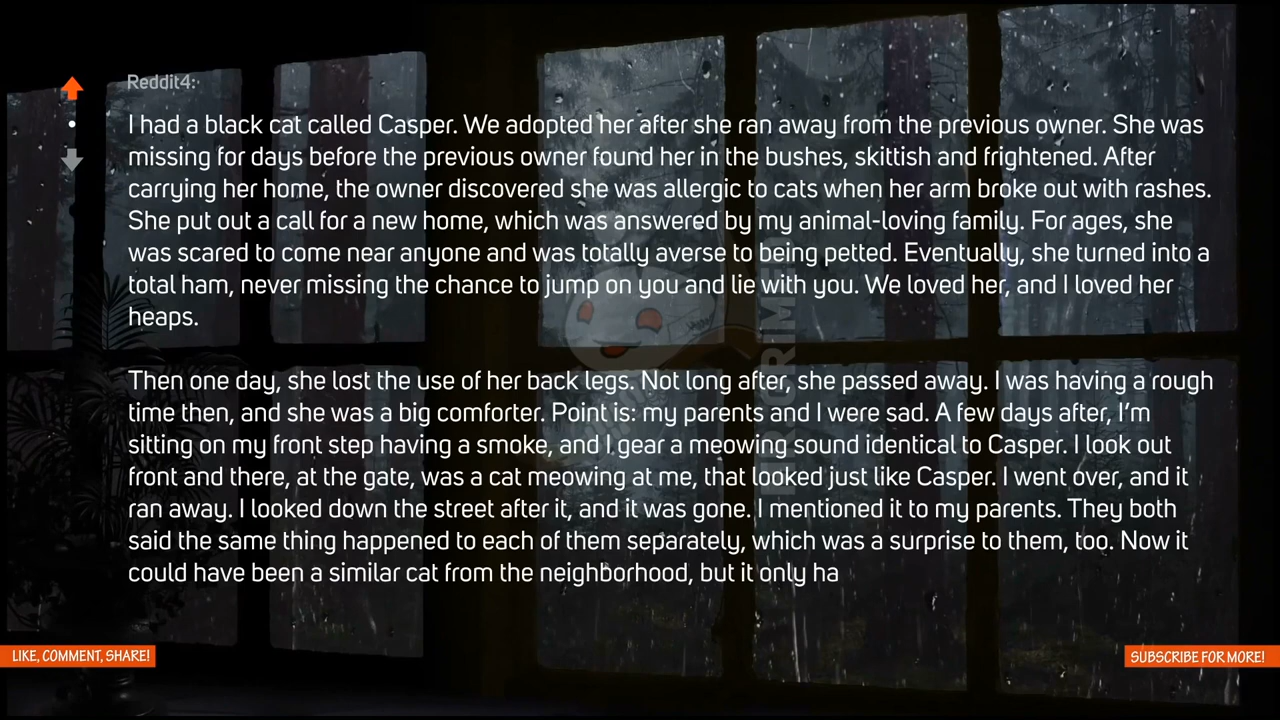 Reddit4:
I had a black cat called Casper. We adopted her after she ran away from the previous owner. She was
missing for days before the previous owner found her in the bushes, skittish and frightened. After
carrying her home, the owner discovered she was allergic to cats when her arm broke out with rashes.
She put out a call for a new home, which was answered by my animal-loving family. For ages, she
was scared to come near anyone and was totally averse to being petted. Eventually, she turned into a
total ham, never missing the chance to jump on you and lie with you. We loved her, and I loved her
heaps.
Then one day, she lost the use of her back legs. Not long after, she passed away. I was having a rough
time then, and she was a big comforter. Point is: my parents and I were sad. A few days after, I'm
sitting on my front step having a smoke, and I gear a meowing sound identical to Casper. I look out
front and there, at the gate, was a cat meowing at me, that looked just like Casper. I went over, and it
ran away. I looked down the street after it, and it was gone. I mentioned it to my parents. They both
said the same thing happened to each of them separately, which was a surprise to them, too. Now it
could have been a similar cat from the neighborhood, but it only ha
LIKE, COMMENT, SHARE!
SUBSCRIBE FOR MORE!